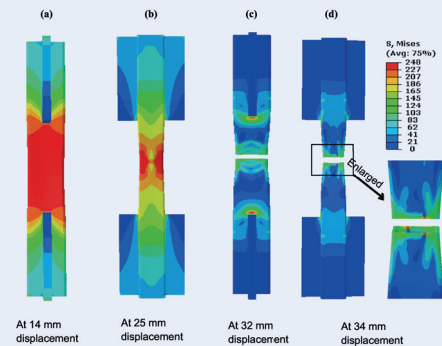 (a)
(b)
(c)
(d)
S, Mises
(Avg: 75%)
248
227
207
186
165
145
124
103
83
62
41
21
0
Enlarged
At 14 mm
displacement
At 25 mm
displacement
At 32 mm
displacement
At 34 mm
displacement